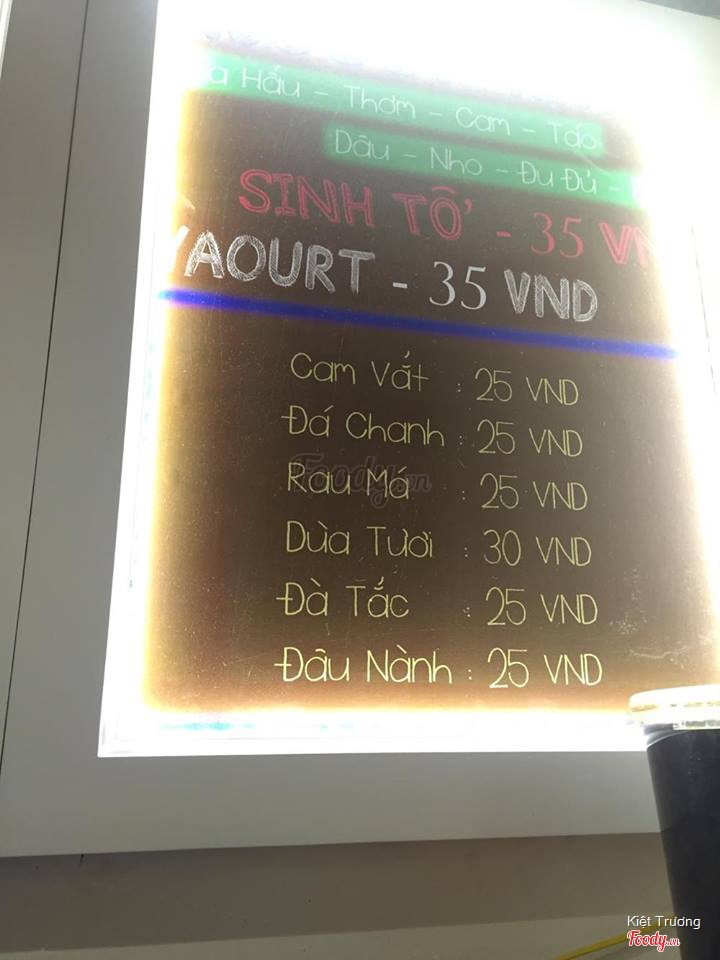 Hấu - Thơm - Cam - Táo
Dâu - Nho - Đu Đủ -
SINH TỐ - 35
YAOURT - 35 VND
Cam Vắt : 25 VND
Đá Chanh : 25 VND
Foody.vn
Rau Má : 25 VND
Dừa Tươi : 30 VND
Đà Tắc : 25 VND
Đậu Nành : 25 VND
Kiệt Trương
Foody.vn